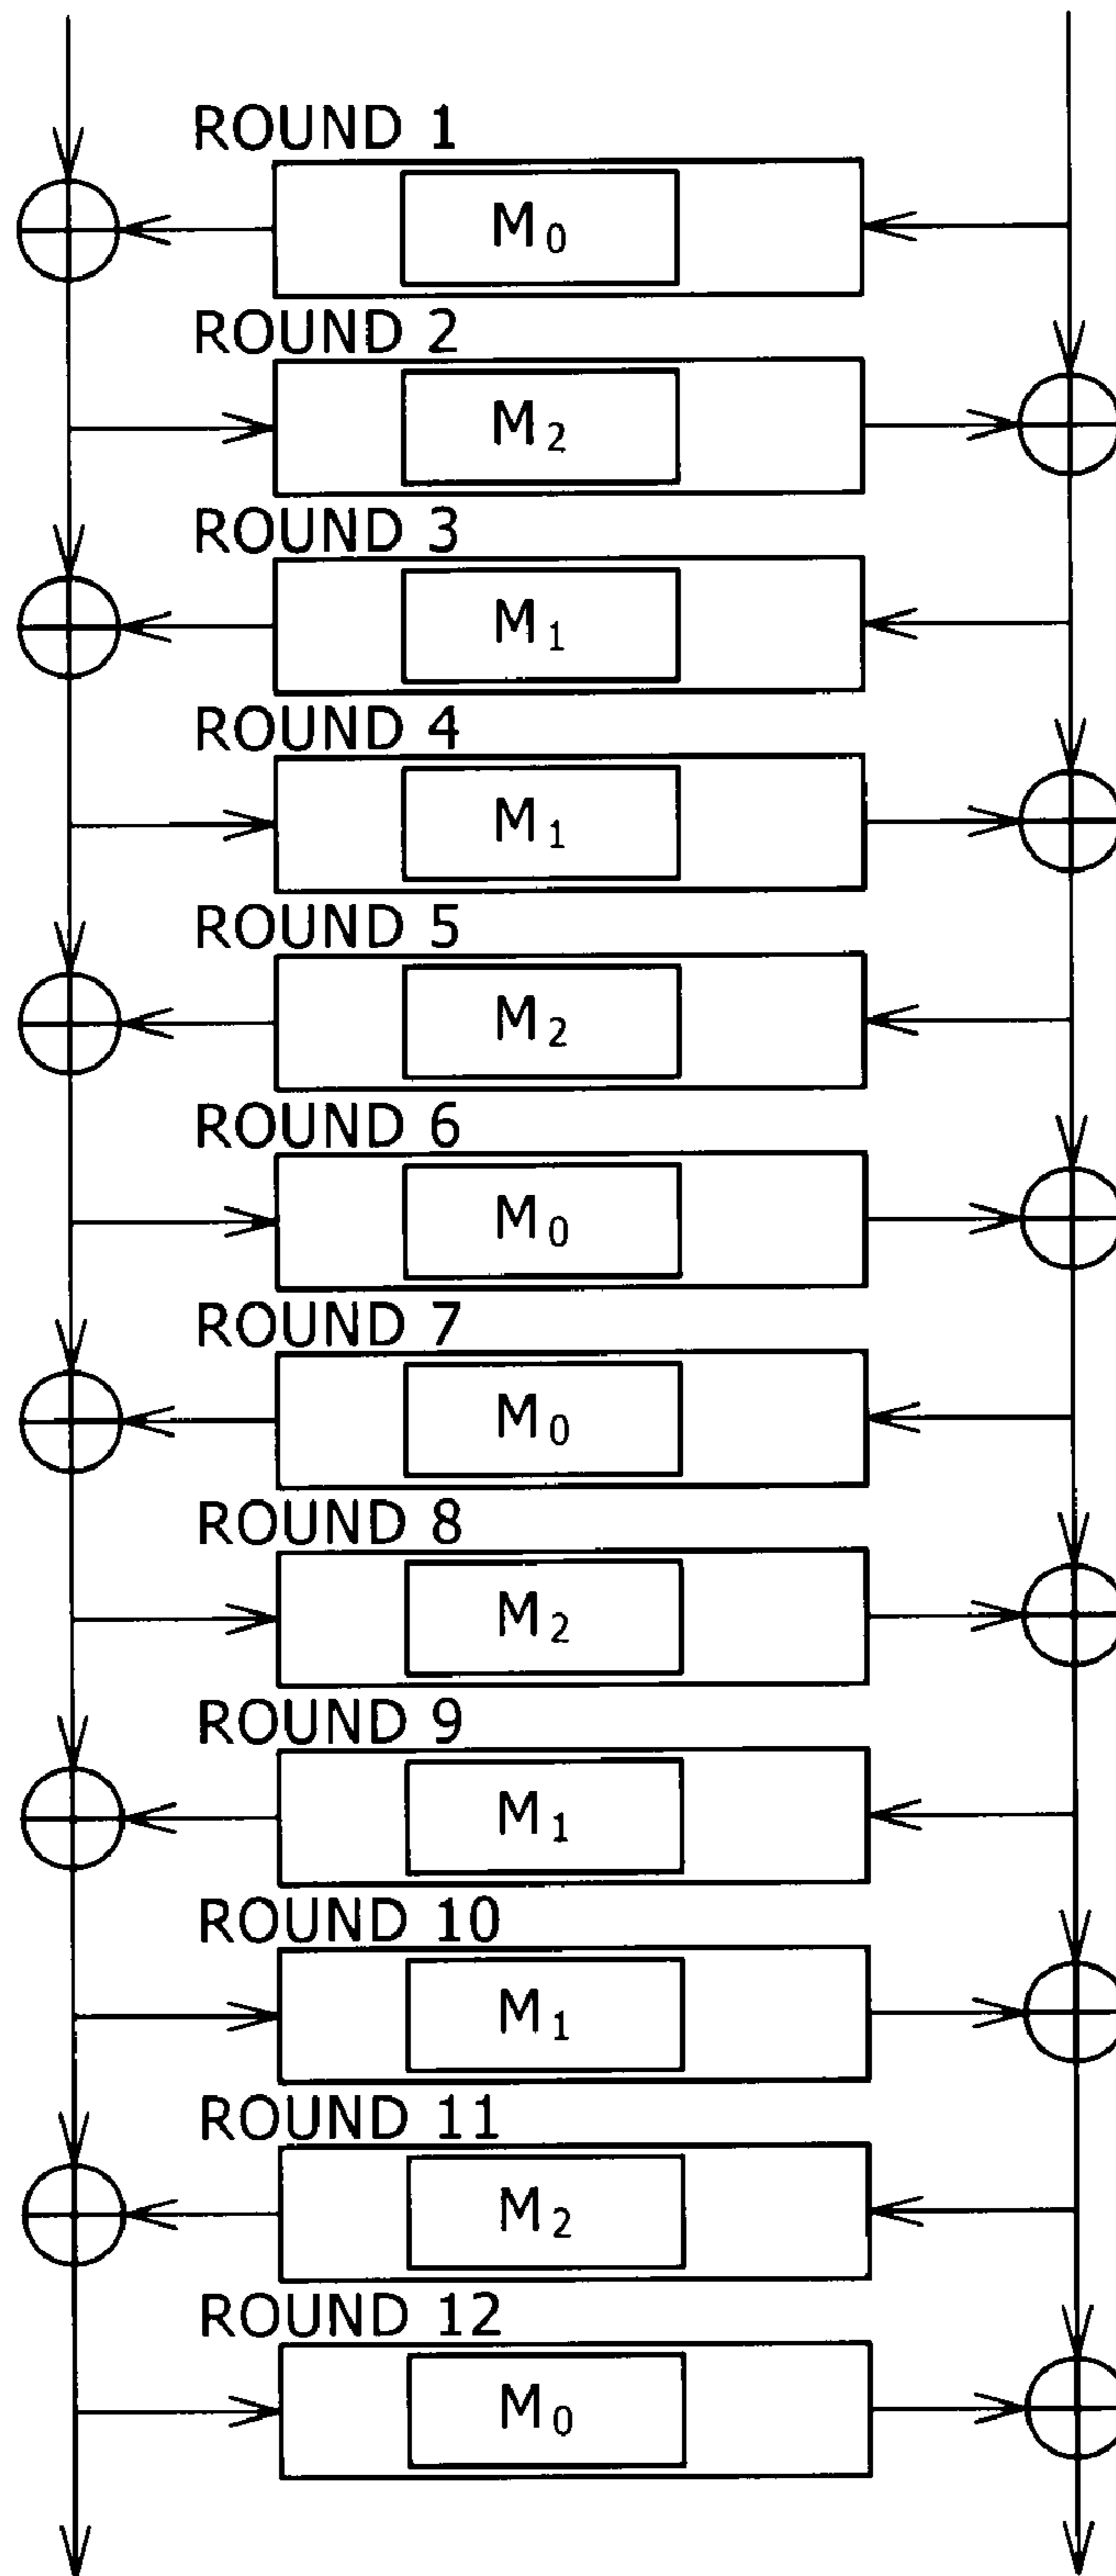 ROUND 1
M₀
ROUND 2
M₂
ROUND 3
M₁
ROUND 4
M₁
ROUND 5
M₂
ROUND 6
M₀
ROUND 7
M₀
ROUND 8
M₂
ROUND 9
M₁
ROUND 10
M₁
ROUND 11
M₂
ROUND 12
M₀